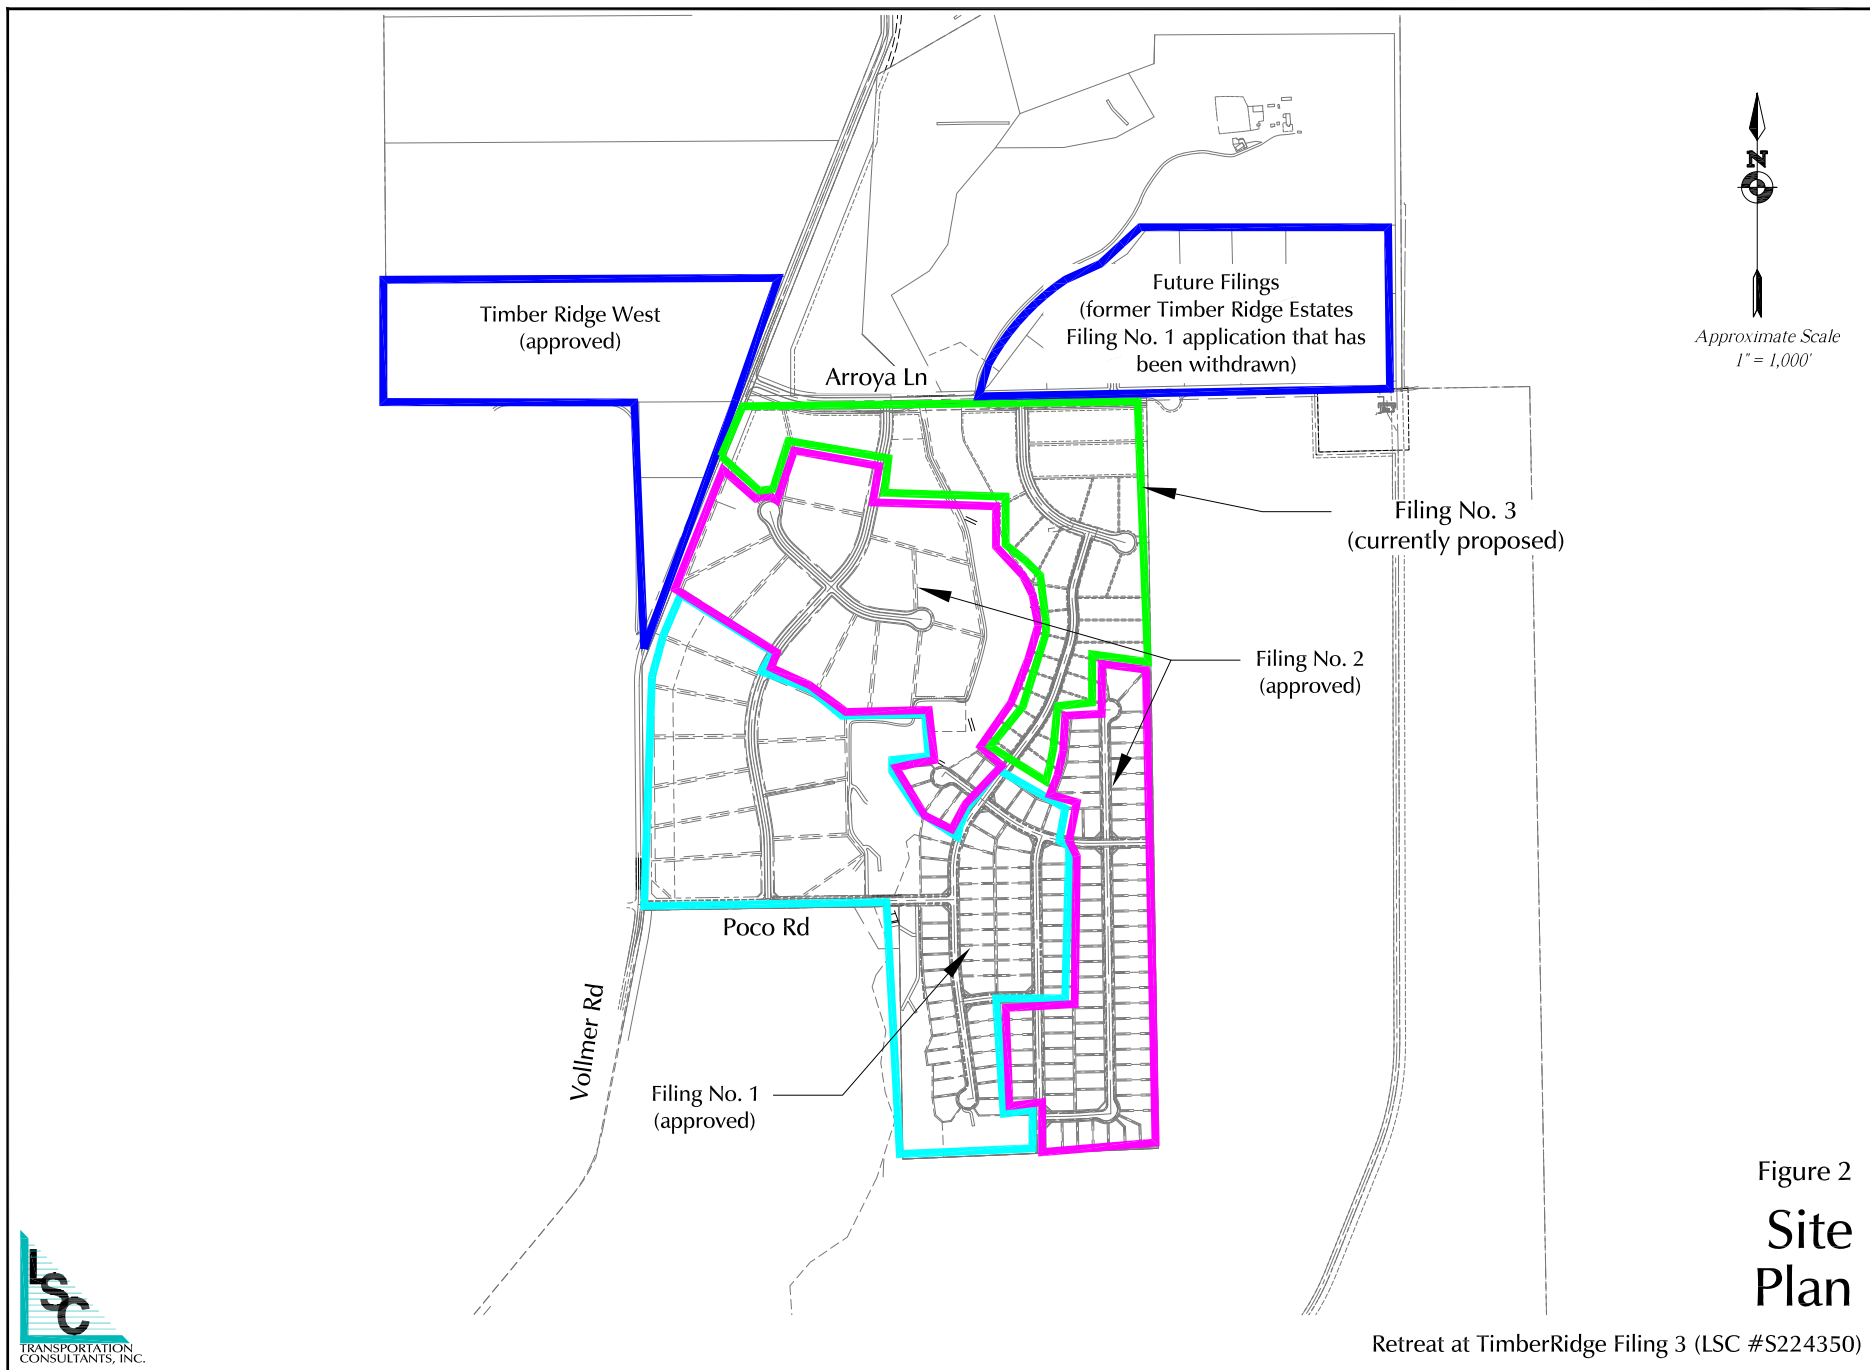 N
Approximate Scale
1" = 1,000'
Timber Ridge West
(approved)
Future Filings
(former Timber Ridge Estates
Filing No. 1 application that has
been withdrawn)
Arroya Ln
Filing No. 3
(currently proposed)
Filing No. 2
(approved)
Poco Rd
Vollmer Rd
Filing No. 1
(approved)
Figure 2
Site
Plan
LSC
TRANSPORTATION
CONSULTANTS, INC.
Retreat at TimberRidge Filing 3 (LSC #S224350)